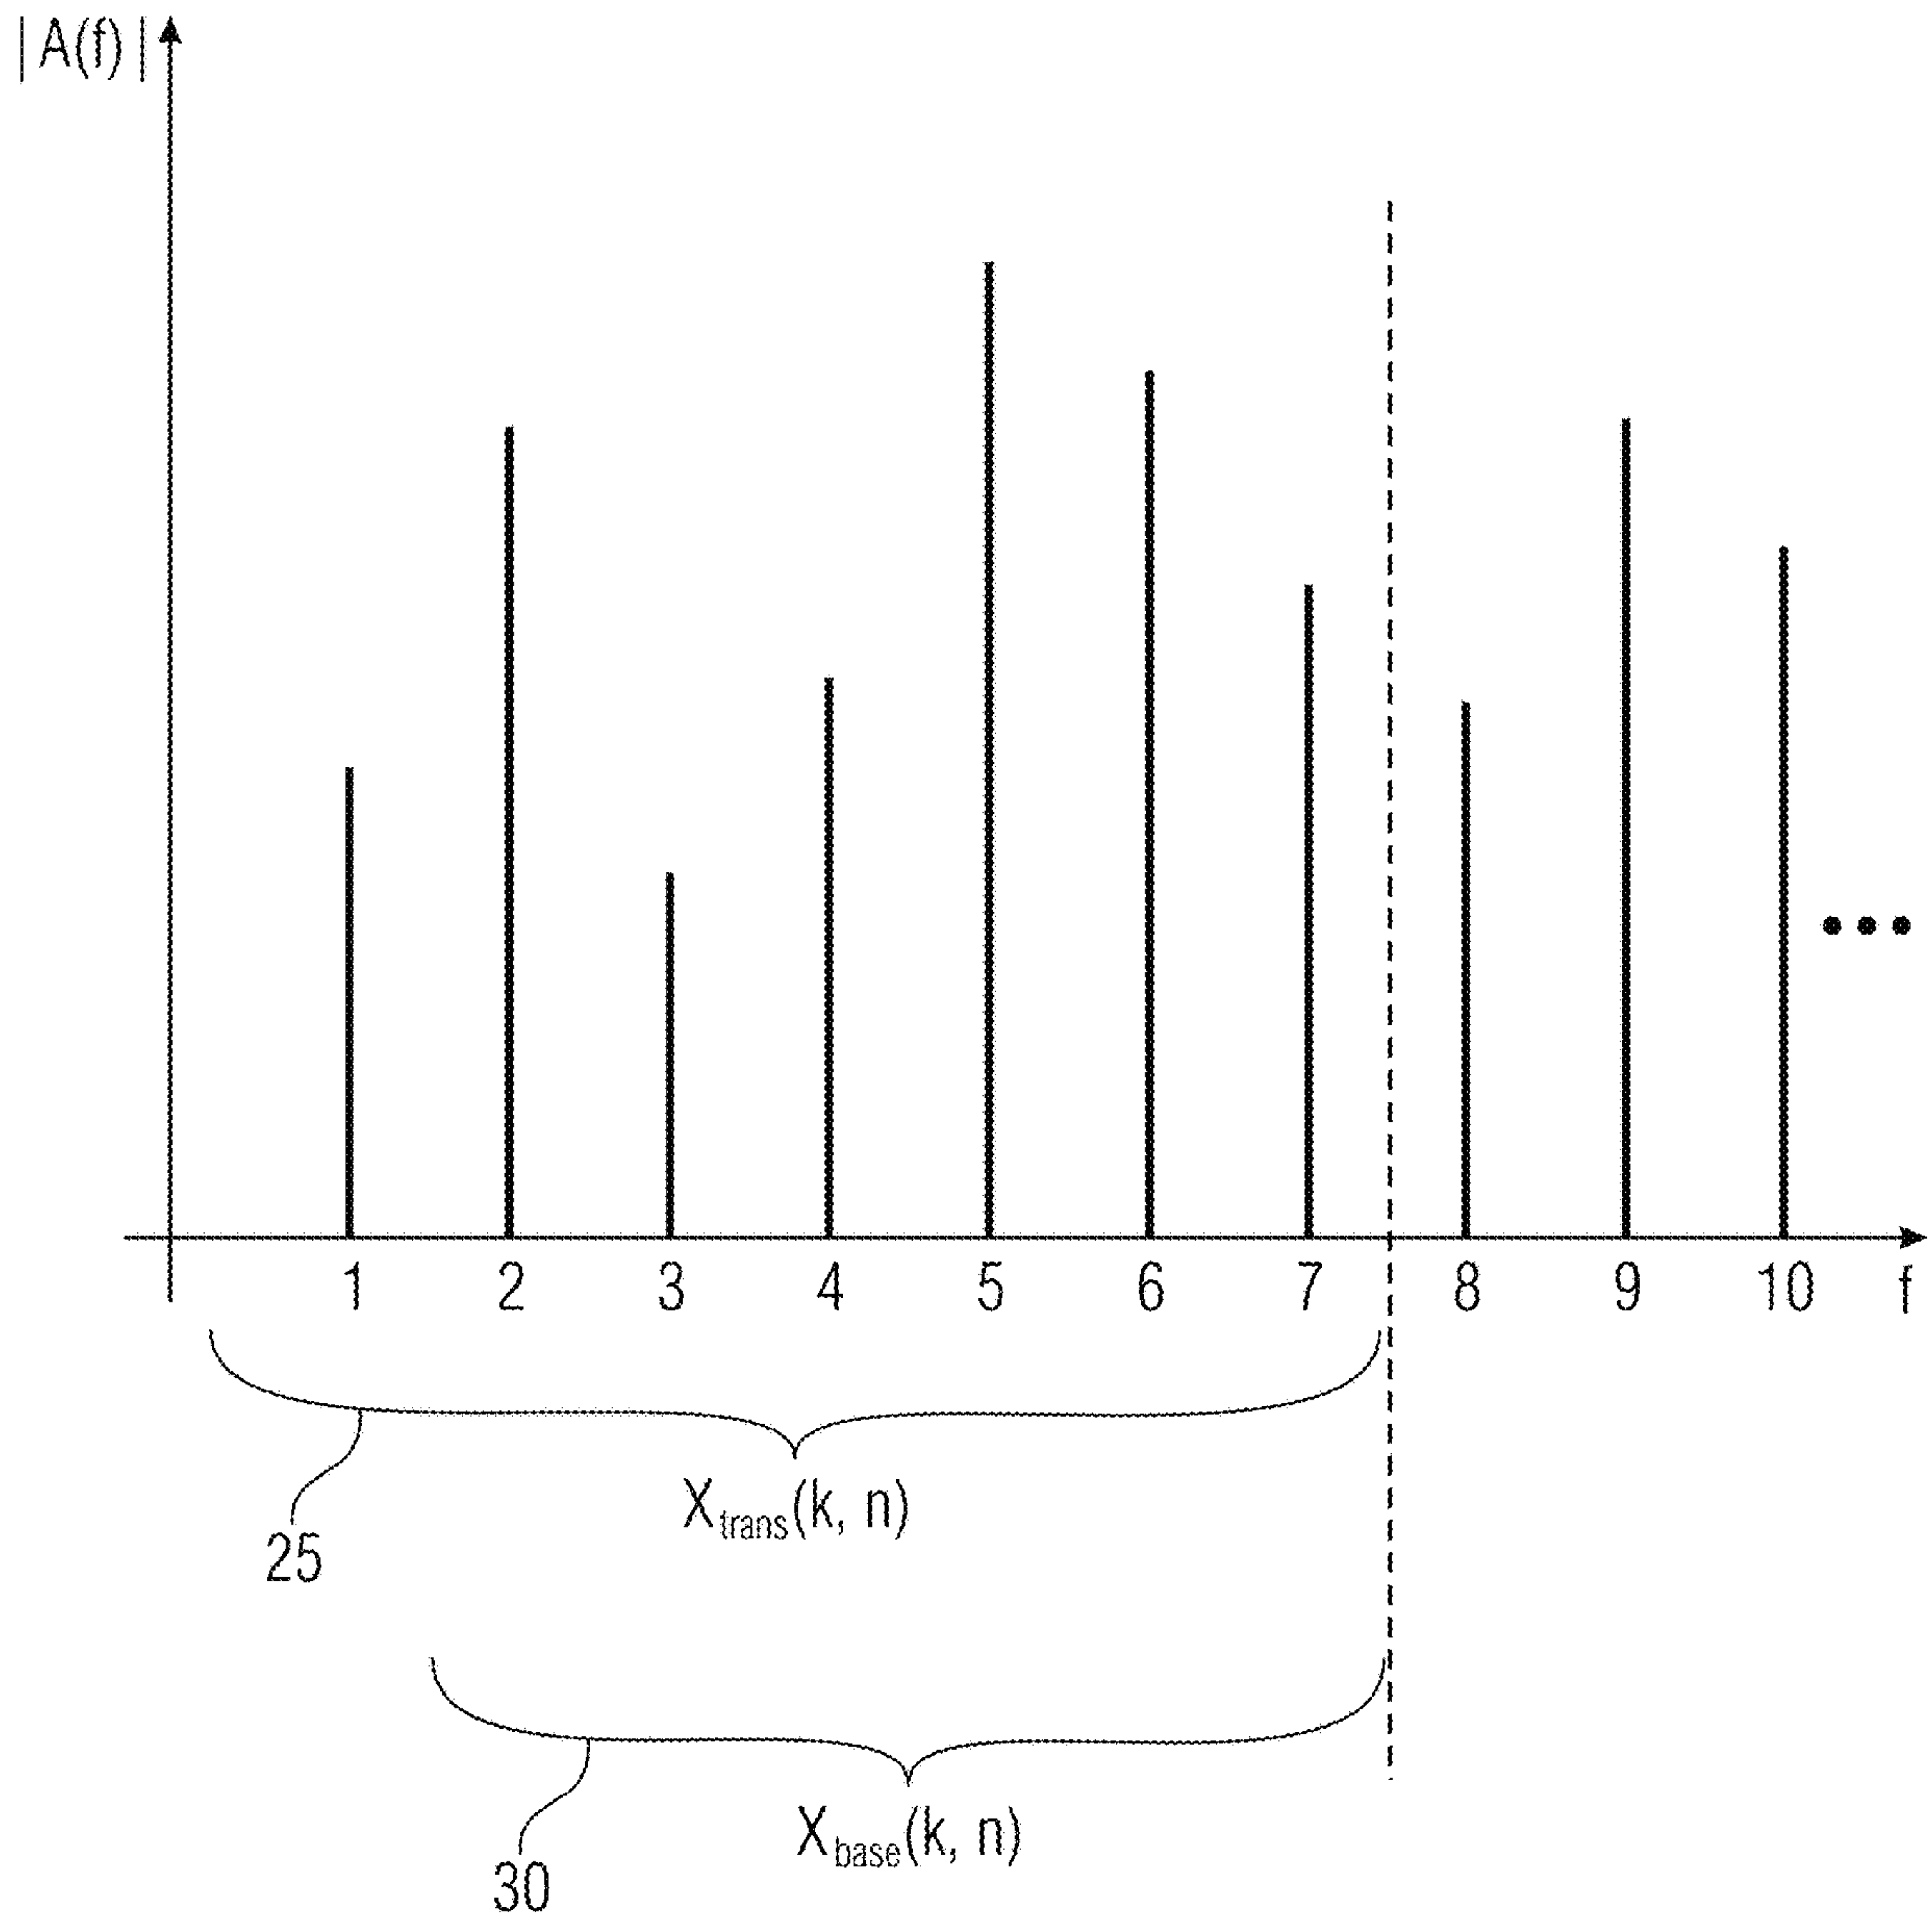 |A(f)|
1 2 3 4 5 6 7 8 9 10 f
X_trans(k, n)
25
X_base(k, n)
30